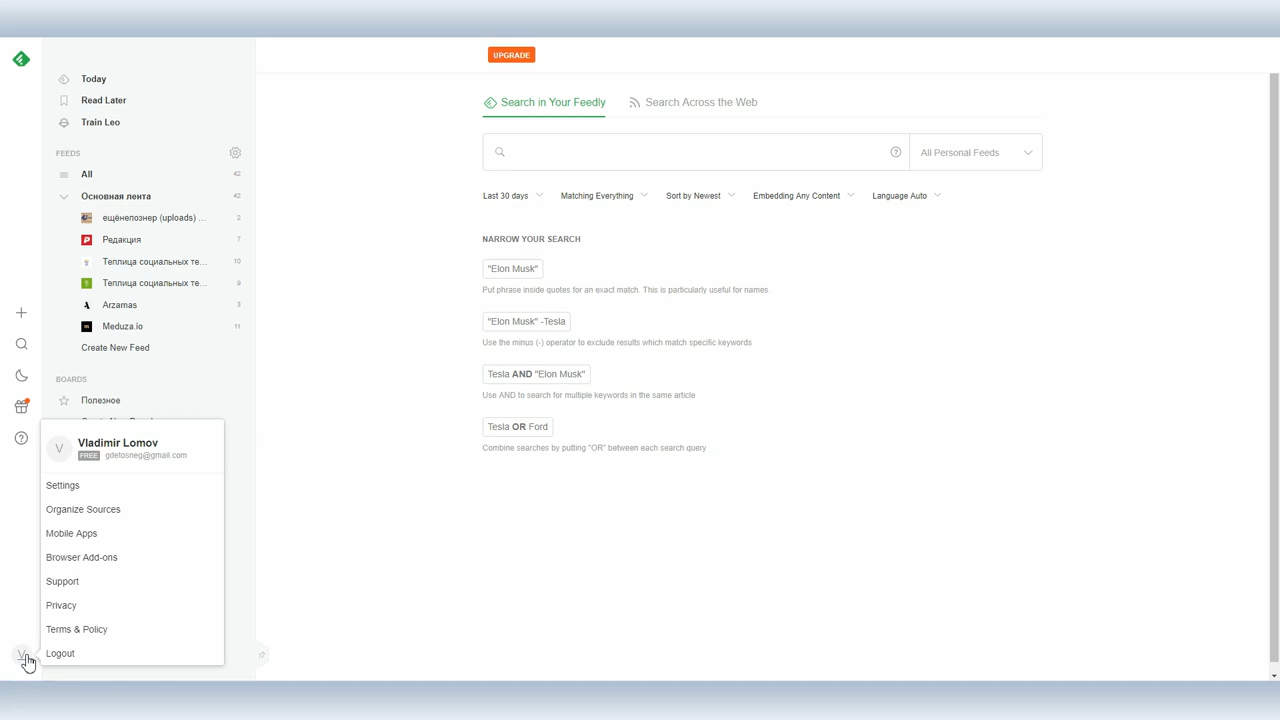 UPGRADE
Today
Read Later
Train Leo
FEEDS
All 42
Основная лента 42
ещёнепознер (uploads) ... 2
Редакция 7
Теплица социальных те... 10
Теплица социальных те... 9
Arzamas 3
Meduza.io 11
Create New Feed
BOARDS
Полезное
V
Vladimir Lomov
FREE gdetosneg@gmail.com
Settings
Organize Sources
Mobile Apps
Browser Add-ons
Support
Privacy
Terms & Policy
Logout
V
Search in Your Feedly Search Across the Web
All Personal Feeds
Last 30 days Matching Everything Sort by Newest Embedding Any Content Language Auto
NARROW YOUR SEARCH
"Elon Musk"
Put phrase inside quotes for an exact match. This is particularly useful for names.
"Elon Musk" -Tesla
Use the minus (-) operator to exclude results which match specific keywords
Tesla AND "Elon Musk"
Use AND to search for multiple keywords in the same article
Tesla OR Ford
Combine searches by putting "OR" between each search query